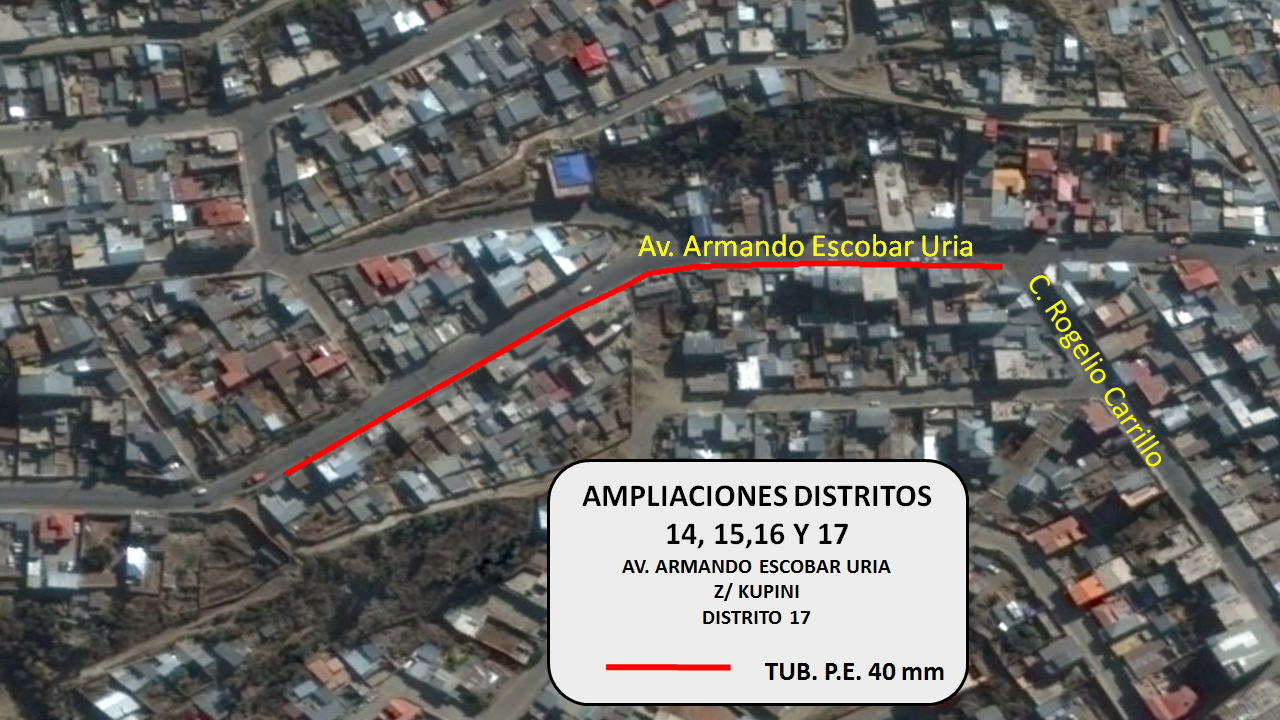 Av. Armando Escobar Uria
C. Rogelio Carrillo
AMPLIACIONES DISTRITOS
14, 15,16 Y 17
AV. ARMANDO ESCOBAR URIA
Z/ KUPINI
DISTRITO 17
TUB. P.E. 40 mm